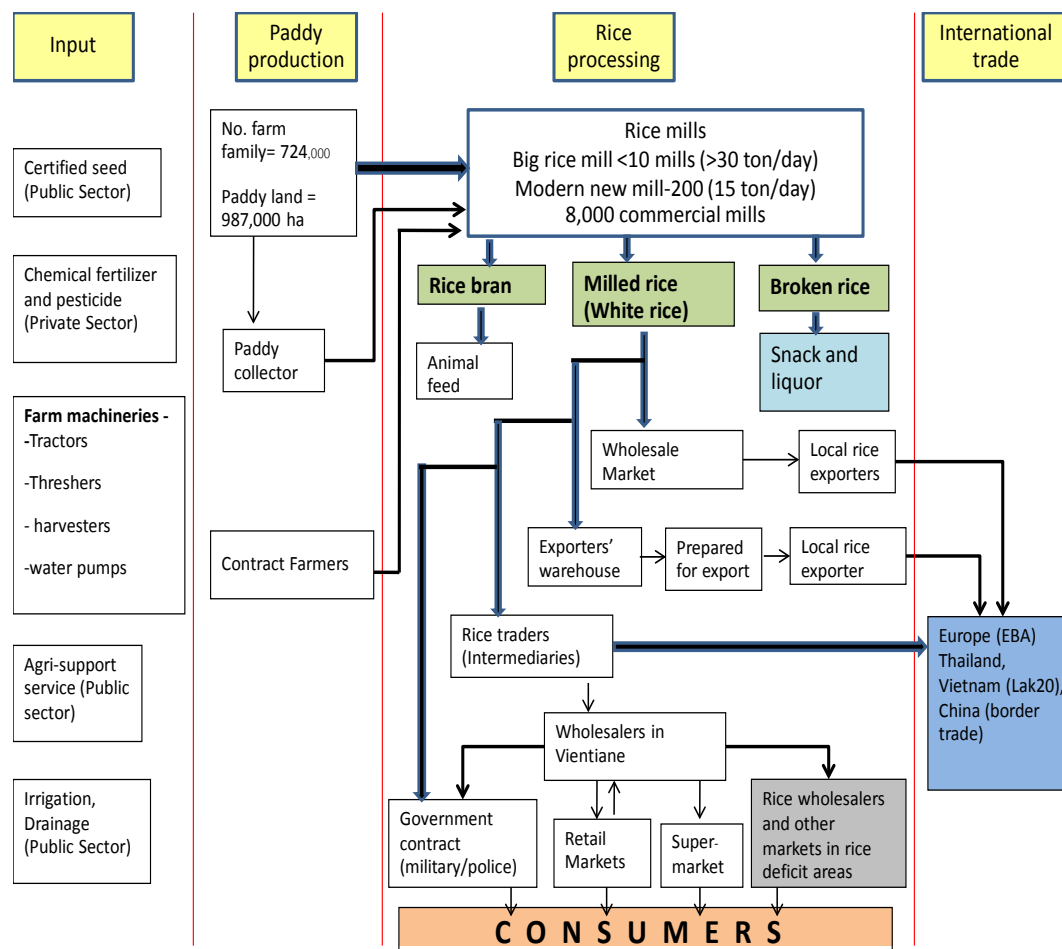 Input
Paddy
production
Rice
processing
International
trade
Certified seed
(Public Sector)
Chemical fertilizer
and pesticide
(Private Sector)
Farm machineries -
-Tractors
-Threshers
- harvesters
-water pumps
Agri-support
service (Public
sector)
Irrigation,
Drainage
(Public Sector)
No. farm
family= 724,000
Paddy land =
987,000 ha
Paddy
collector
Contract Farmers
Rice mills
Big rice mill <10 mills (>30 ton/day)
Modern new mill-200 (15 ton/day)
8,000 commercial mills
Rice bran
Milled rice
(White rice)
Broken rice
Animal
feed
Snack and
liquor
Wholesale
Market
Local rice
exporters
Exporters’
warehouse
Prepared
for export
Local rice
exporter
Rice traders
(Intermediaries)
Europe (EBA)
Thailand,
Vietnam (Lak20),
China (border
trade)
Wholesalers in
Vientiane
Government
contract
(military/police)
Retail
Markets
Super-
market
Rice wholesalers
and other
markets in rice
deficit areas
C O N S U M E R S